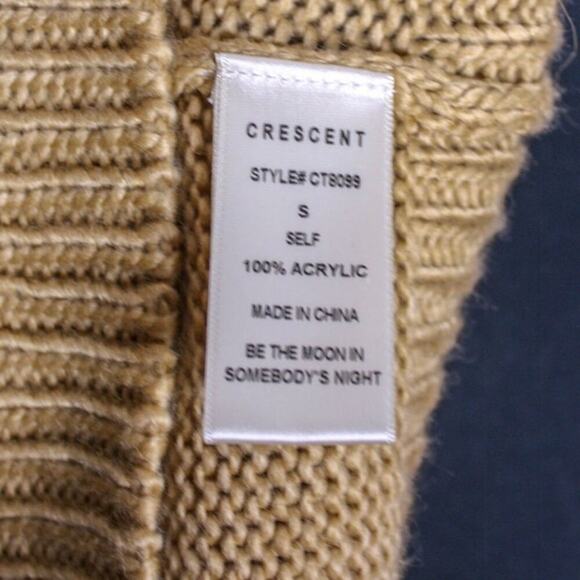 CRESCENT
STYLE# CT8099
S
SELF
100% ACRYLIC
MADE IN CHINA
BE THE MOON IN
SOMEBODY'S NIGHT